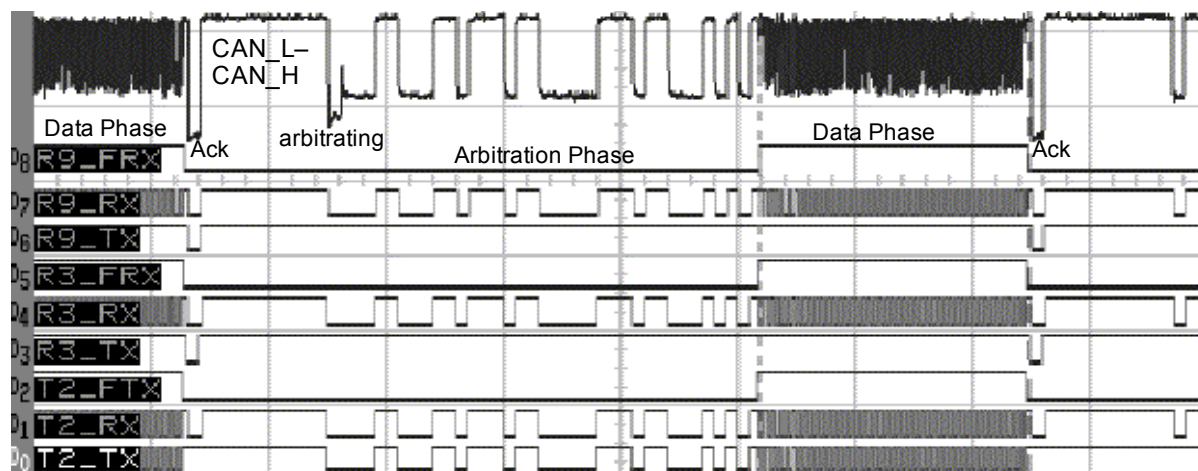 CAN_L–
CAN_H
Data Phase
Ack
arbitrating
Arbitration Phase
Data Phase
Ack
D8 R9_FRX
D7 R9_RX
D6 R9_TX
D5 R3_FRX
D4 R3_RX
D3 R3_TX
D2 T2_FTX
D1 T2_RX
D0 T2_TX